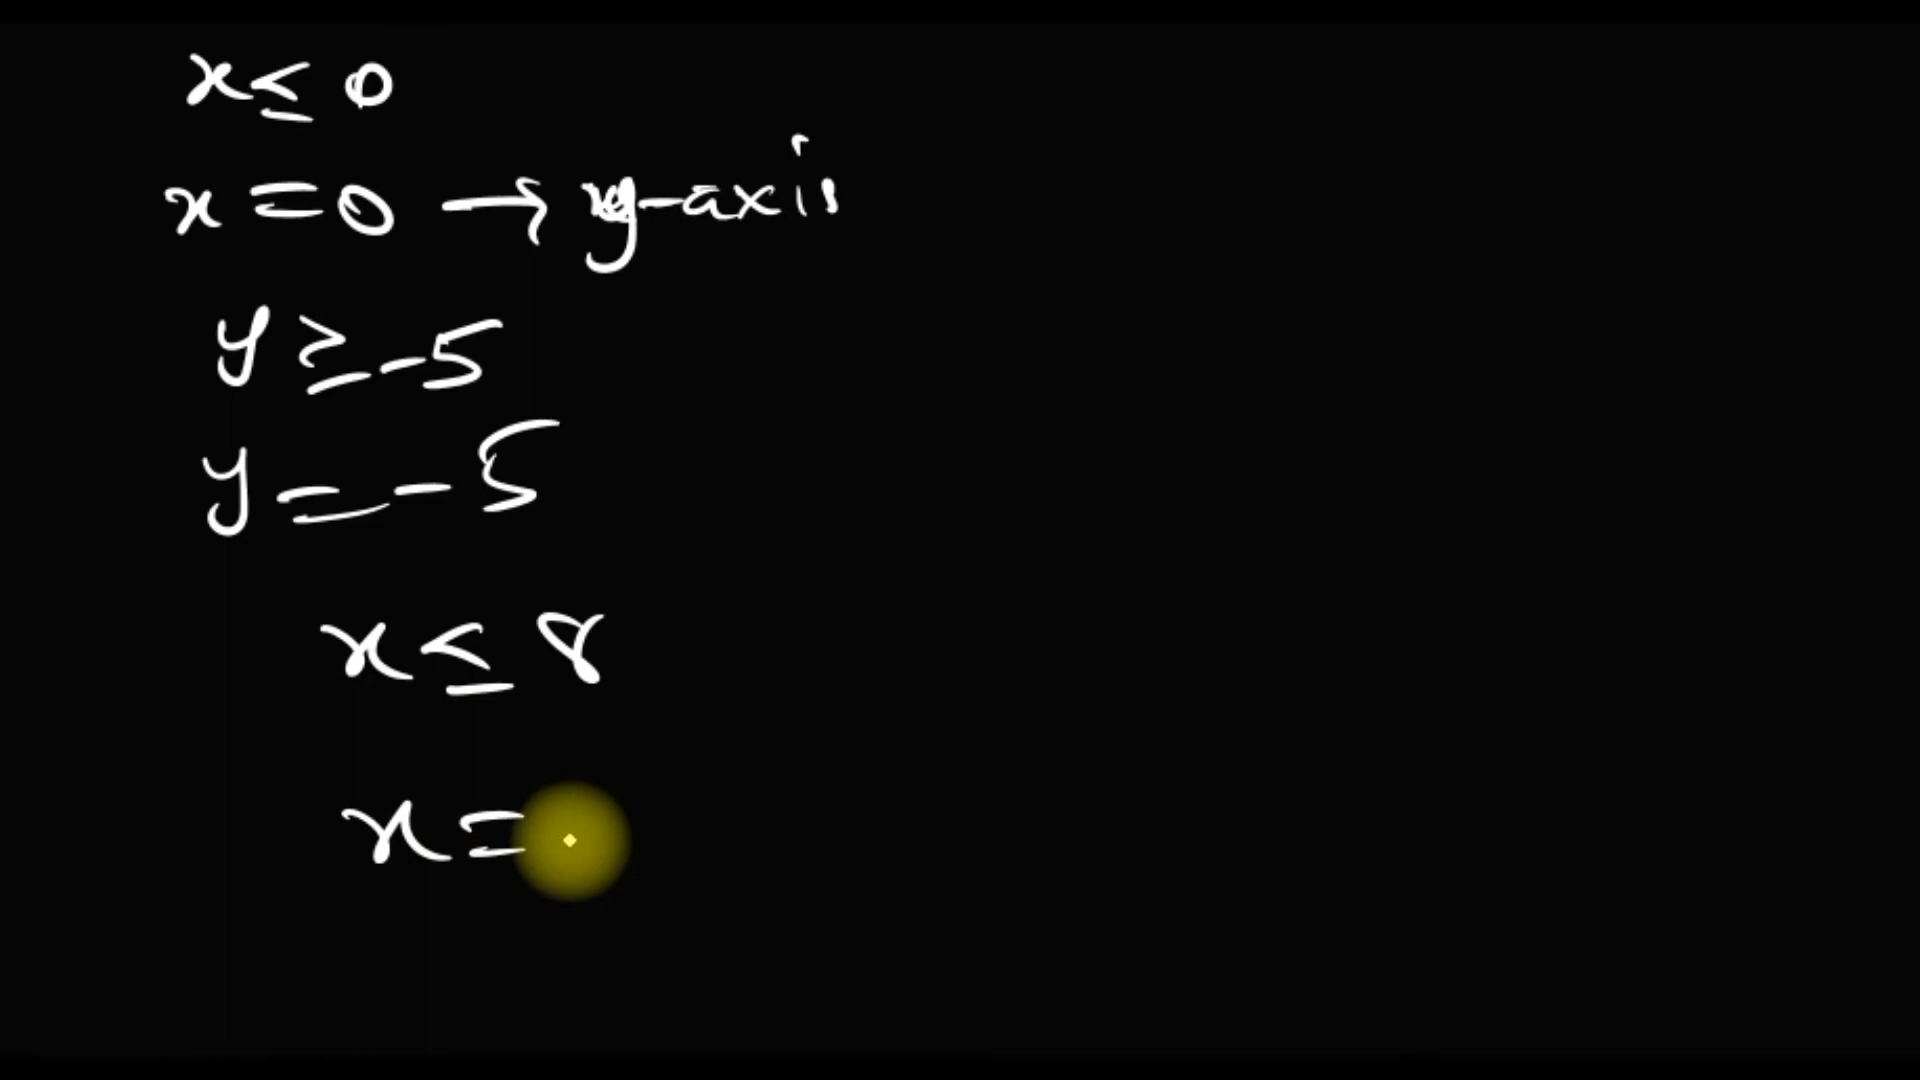 x ≤ 0
x = 0 → y-axis
y ≥ -5
y = -5
x ≤ 8
x =